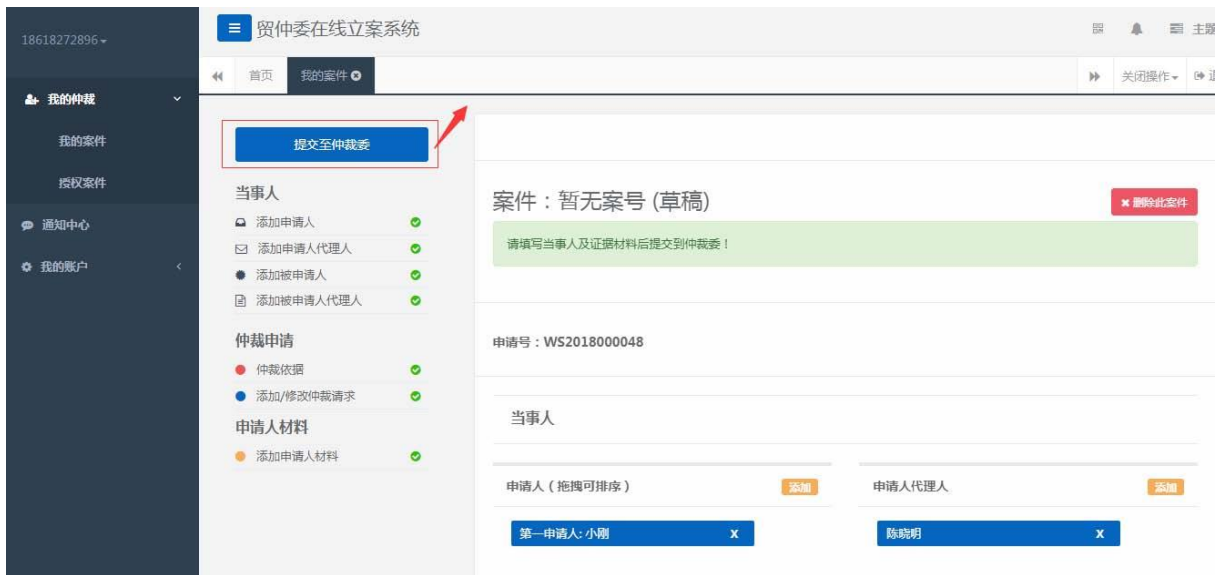 18618272896
贸仲委在线立案系统
主题
首页
我的案件
关闭操作
我的仲裁
我的案件
授权案件
通知中心
我的账户
提交至仲裁委
当事人
添加申请人
添加申请人代理人
添加被申请人
添加被申请人代理人
仲裁申请
仲裁依据
添加/修改仲裁请求
申请人材料
添加申请人材料
案件：暂无案号 (草稿)
删除此案件
请填写当事人及证据材料后提交到仲裁委！
申请号：WS2018000048
当事人
申请人（拖拽可排序）
添加
申请人代理人
添加
第一申请人: 小刚 X
陈晓明 X